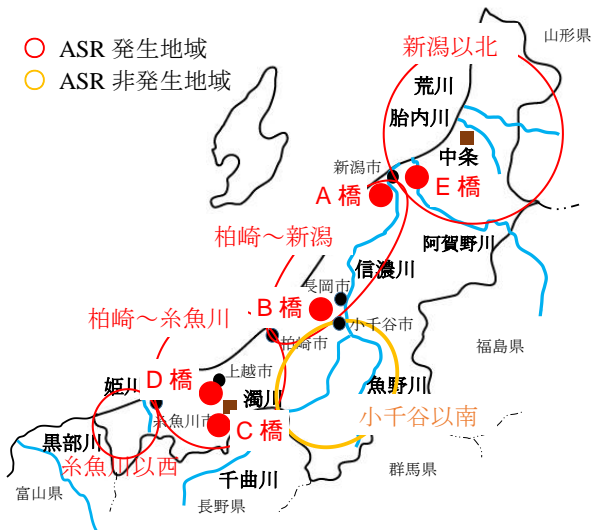 ASR 発生地域
ASR 非発生地域
新潟以北
山形県
荒川
胎内川
中条
新潟市
A 橋
E 橋
柏崎～新潟
阿賀野川
信濃川
長岡市
B 橋
柏崎～糸魚川
小千谷市
柏崎市
福島県
上越市
魚野川
姫川
D 橋
濁川
小千谷以南
糸魚川市
C 橋
黒部川
糸魚川以西
千曲川
群馬県
富山県
長野県